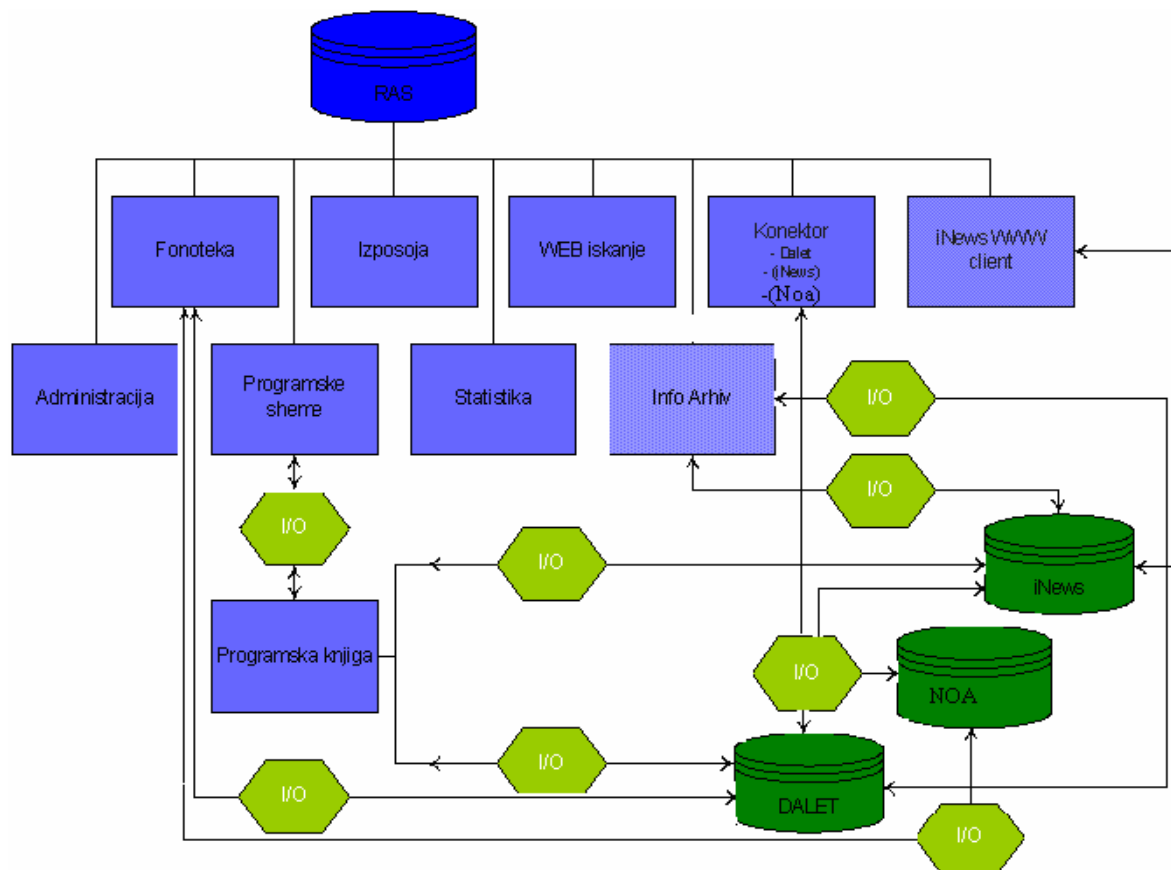 RAS
Fonoteka
Izposoja
WEB iskanje
Konektor
- Dalet
- (iNews)
-(Noa)
iNews WWW
client
Administracija
Programske
sheme
Statistika
Info Arhiv
I/O
I/O
I/O
I/O
iNews
Programska knjiga
I/O
NOA
I/O
I/O
DALET
I/O